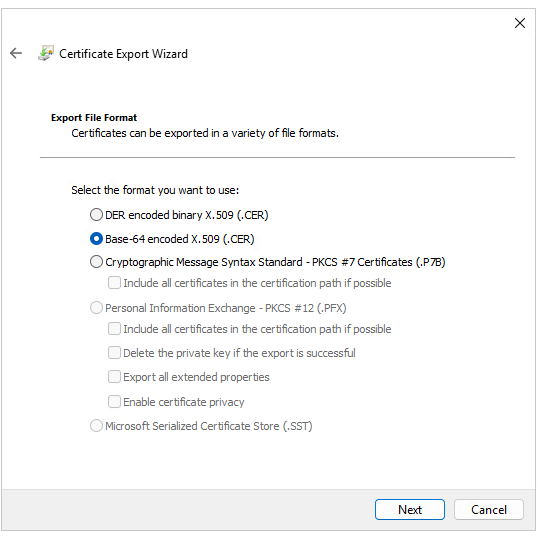 Certificate Export Wizard
Export File Format
Certificates can be exported in a variety of file formats.
Select the format you want to use:
DER encoded binary X.509 (.CER)
Base-64 encoded X.509 (.CER)
Cryptographic Message Syntax Standard - PKCS #7 Certificates (.P7B)
Include all certificates in the certification path if possible
Personal Information Exchange - PKCS #12 (.PFX)
Include all certificates in the certification path if possible
Delete the private key if the export is successful
Export all extended properties
Enable certificate privacy
Microsoft Serialized Certificate Store (.SST)
Next Cancel